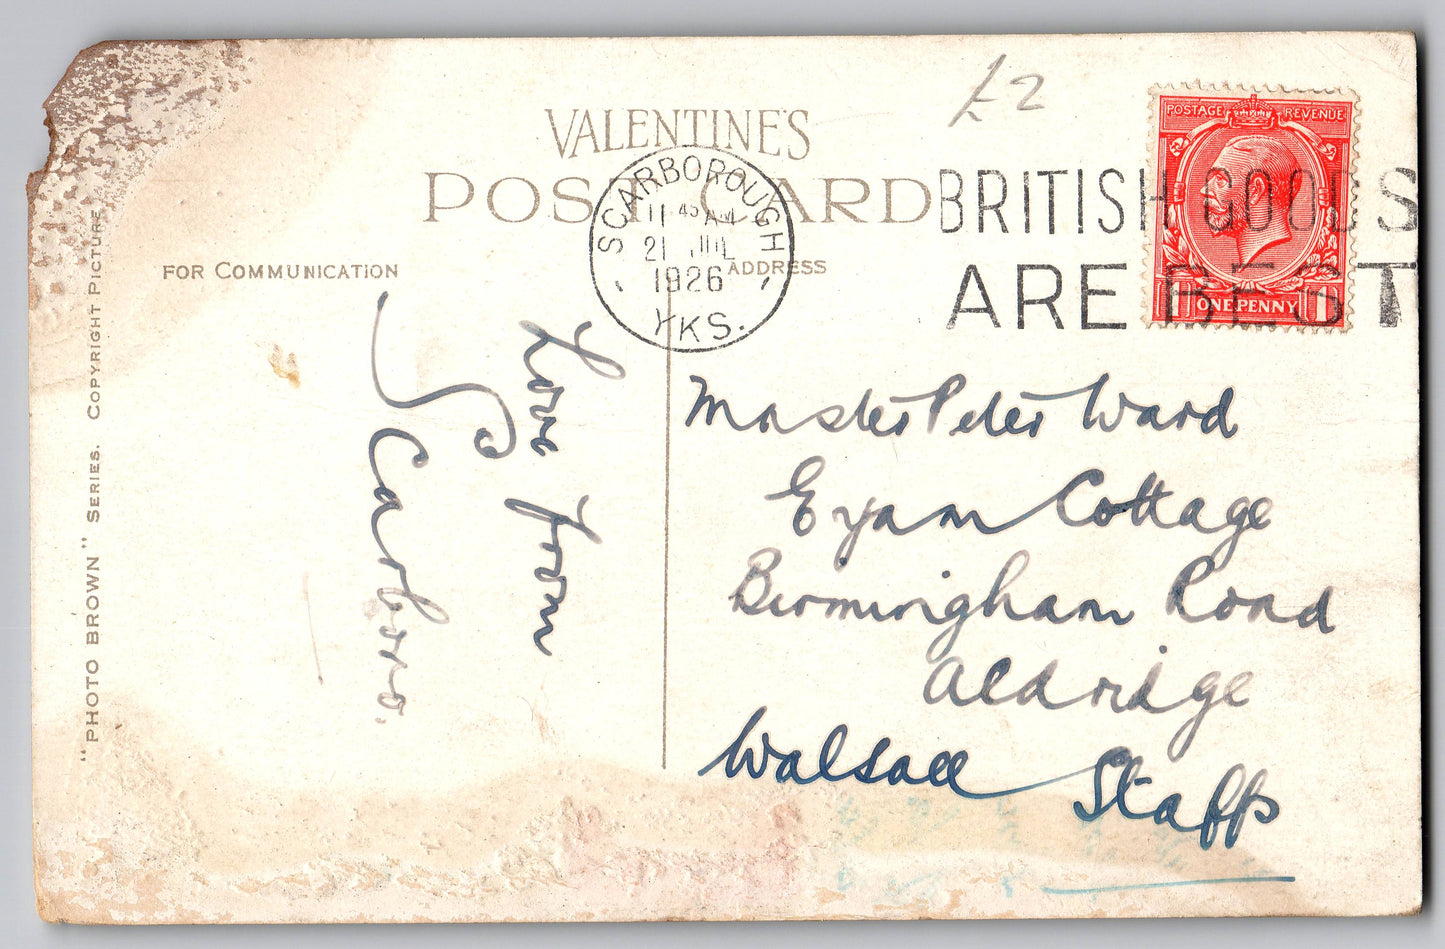 £2
VALENTINE'S
POST CARD
FOR COMMUNICATION
ADDRESS
SCARBOROUGH
11 45 AM
21 JUL
1926
YKS.
BRITISH GOODS
ARE BEST
POSTAGE REVENUE
1 ONE PENNY 1
Love from
Scarboro.
Master Peter Ward
Eyam Cottage
Birmingham Road
Aldridge
Walsall Staffs
"PHOTO BROWN" SERIES. COPYRIGHT PICTURE